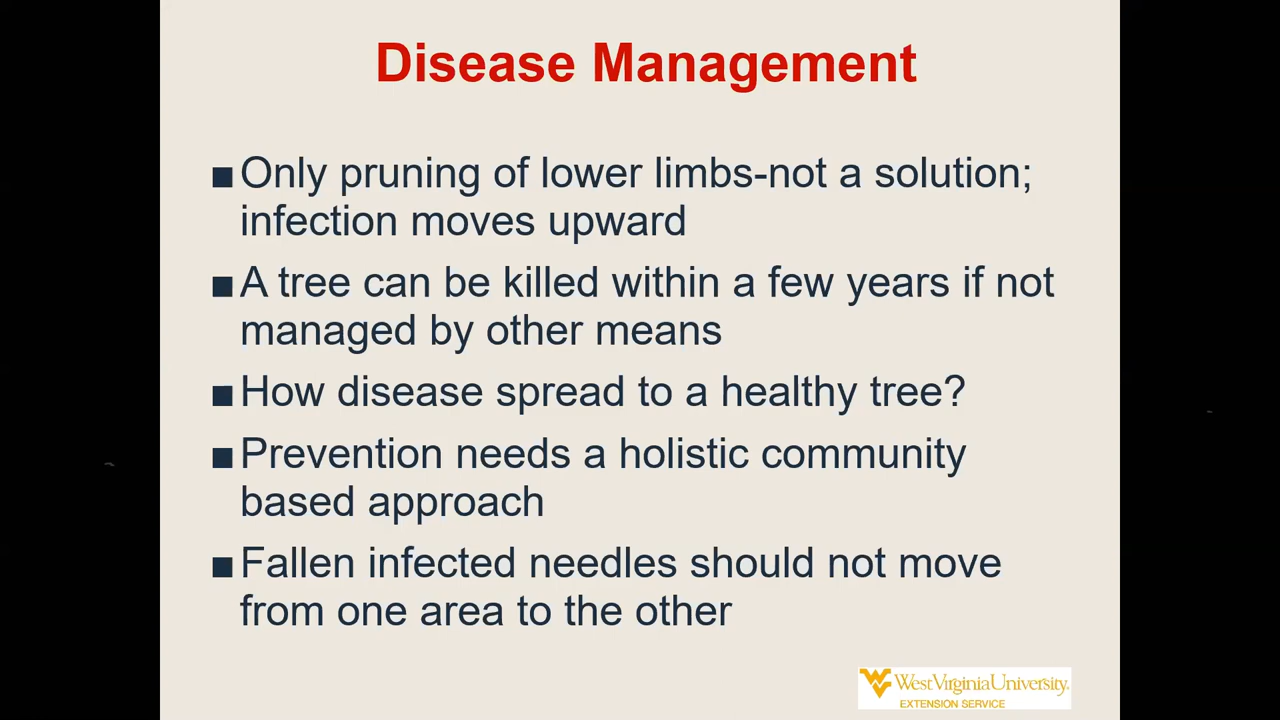 Disease Management
■Only pruning of lower limbs-not a solution;
infection moves upward
■A tree can be killed within a few years if not
managed by other means
■How disease spread to a healthy tree?
■Prevention needs a holistic community
based approach
■Fallen infected needles should not move
from one area to the other
WestVirginiaUniversity.
EXTENSION SERVICE